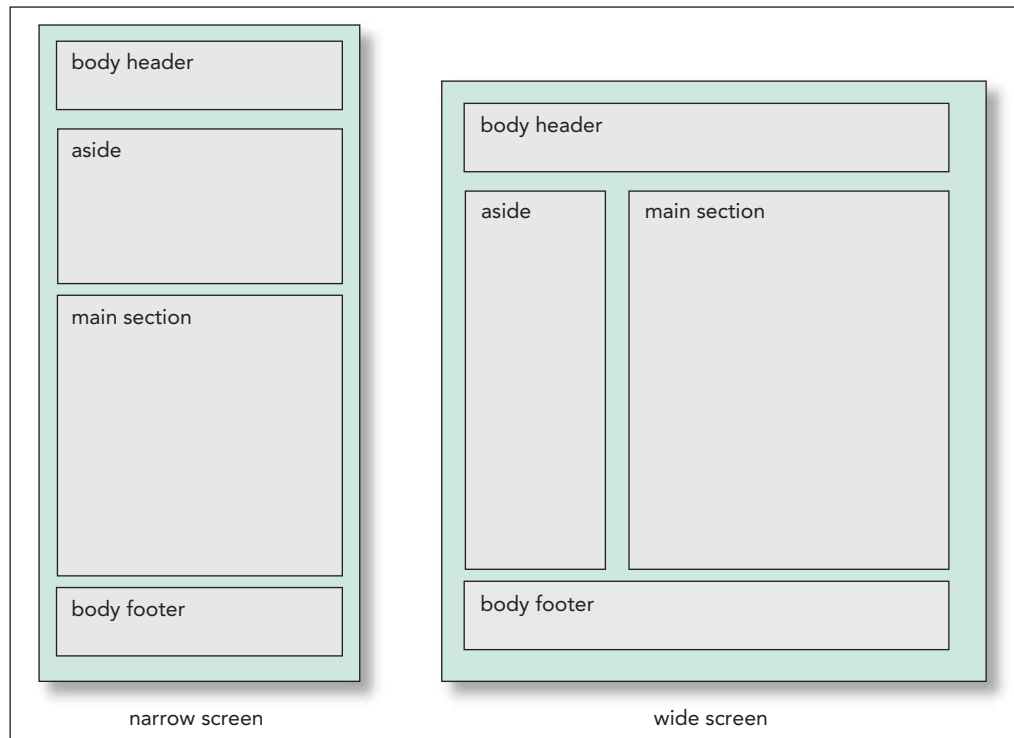 body header
aside
main section
body footer
narrow screen
body header
aside
main section
body footer
wide screen